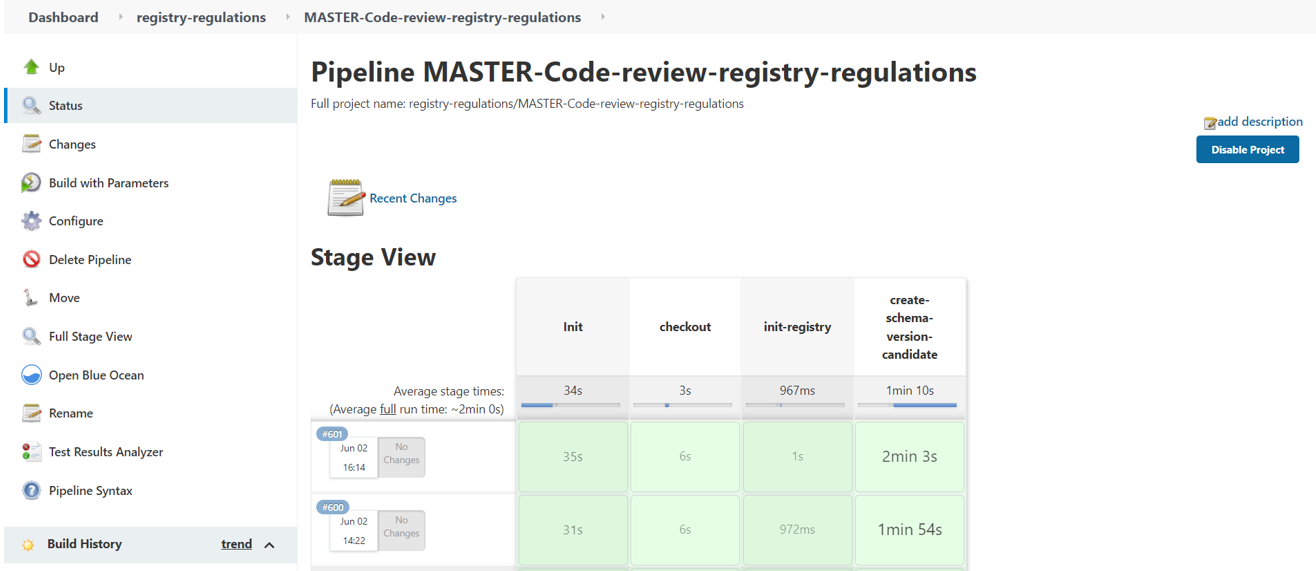 Dashboard registry-regulations MASTER-Code-review-registry-regulations
Up
Status
Changes
Build with Parameters
Configure
Delete Pipeline
Move
Full Stage View
Open Blue Ocean
Rename
Test Results Analyzer
Pipeline Syntax
Build History trend
Pipeline MASTER-Code-review-registry-regulations
Full project name: registry-regulations/MASTER-Code-review-registry-regulations
add description
Disable Project
Recent Changes
Stage View
Init checkout init-registry create-
schema-
version-
candidate
Average stage times: 34s 3s 967ms 1min 10s
(Average full run time: ~2min 0s)
#601
Jun 02 No
Changes
16:14
35s 6s 1s 2min 3s
#600
Jun 02 No
Changes
14:22
31s 6s 972ms 1min 54s